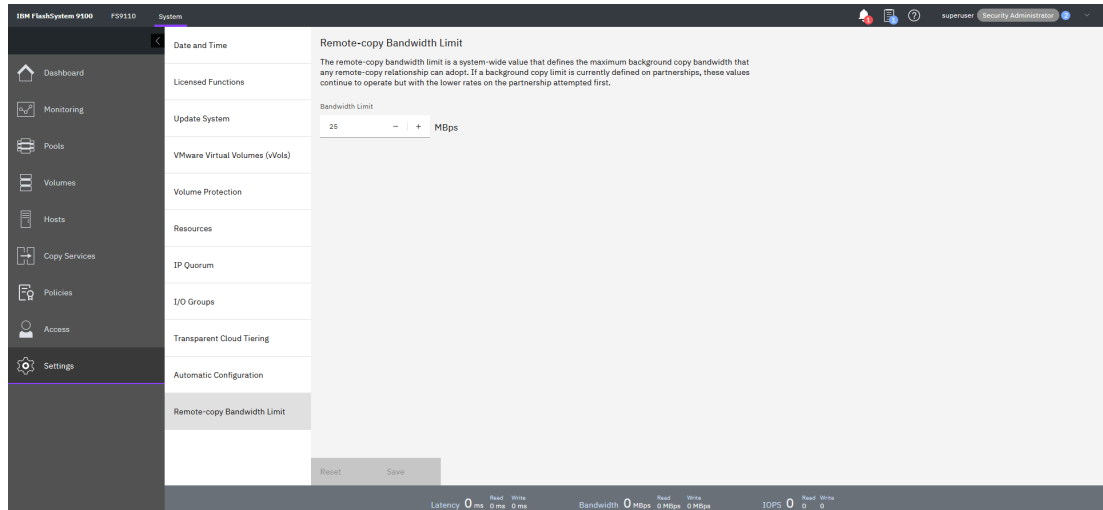 IBM FlashSystem 9100 FS9110 System
1
1
superuser Security Administrator 2
Dashboard
Monitoring
Pools
Volumes
Hosts
Copy Services
Policies
Access
Settings
Date and Time
Licensed Functions
Update System
VMware Virtual Volumes (vVols)
Volume Protection
Resources
IP Quorum
I/O Groups
Transparent Cloud Tiering
Automatic Configuration
Remote-copy Bandwidth Limit
Remote-copy Bandwidth Limit
The remote-copy bandwidth limit is a system-wide value that defines the maximum background copy bandwidth that
any remote-copy relationship can adopt. If a background copy limit is currently defined on partnerships, these values
continue to operate but with the lower rates on the partnership attempted first.
Bandwidth Limit
25 − + MBps
Reset Save
Latency 0 ms Read 0 ms Write 0 ms Bandwidth 0 MBps Read 0 MBps Write 0 MBps IOPS 0 Read 0 Write 0